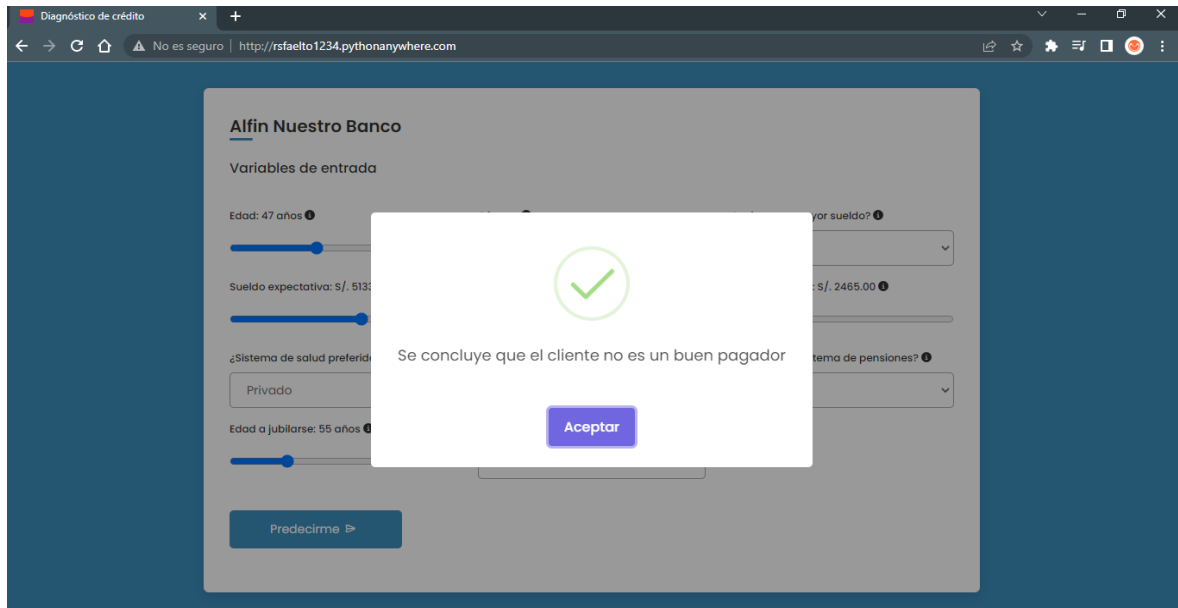 Diagnóstico de crédito
No es seguro | http://rsfaelto1234.pythonanywhere.com
Alfin Nuestro Banco
Variables de entrada
Edad: 47 años
yor sueldo?
Sueldo expectativa: S/. 5133
: S/. 2465.00
¿Sistema de salud preferido
tema de pensiones?
Privado
Edad a jubilarse: 55 años
Se concluye que el cliente no es un buen pagador
Aceptar
Predecirme